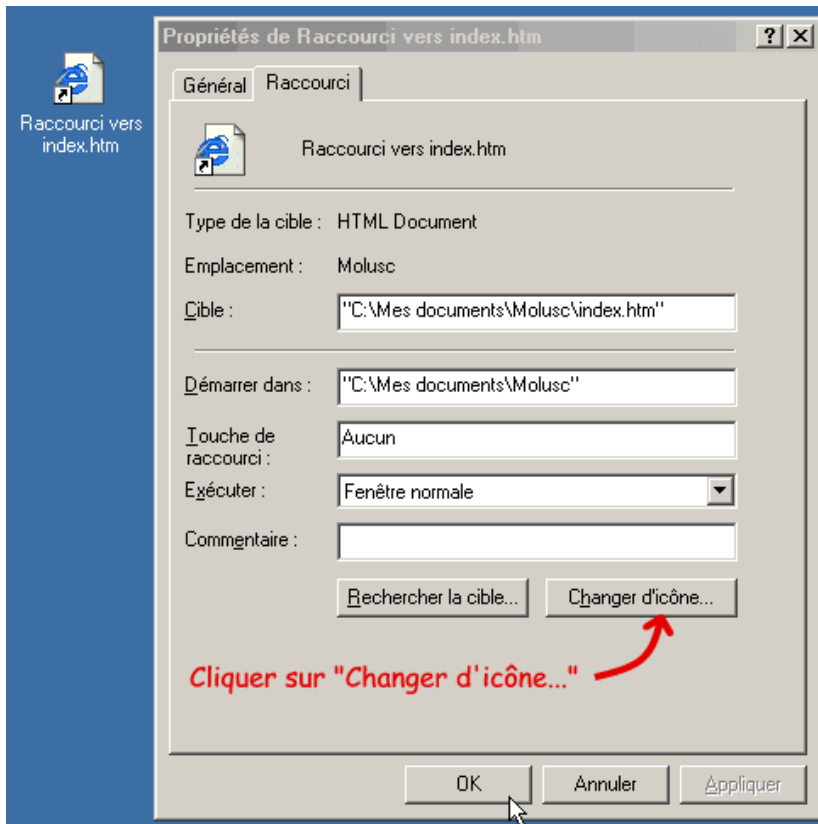 Raccourci vers
index.htm
Propriétés de Raccourci vers index.htm
Général Raccourci
Raccourci vers index.htm
Type de la cible : HTML Document
Emplacement : Molusc
Cible : "C:\Mes documents\Molusc\index.htm"
Démarrer dans : "C:\Mes documents\Molusc"
Touche de
raccourci :
Aucun
Exécuter : Fenêtre normale
Commentaire :
Rechercher la cible... Changer d'icône...
Cliquer sur "Changer d'icône..."
OK Annuler Appliquer